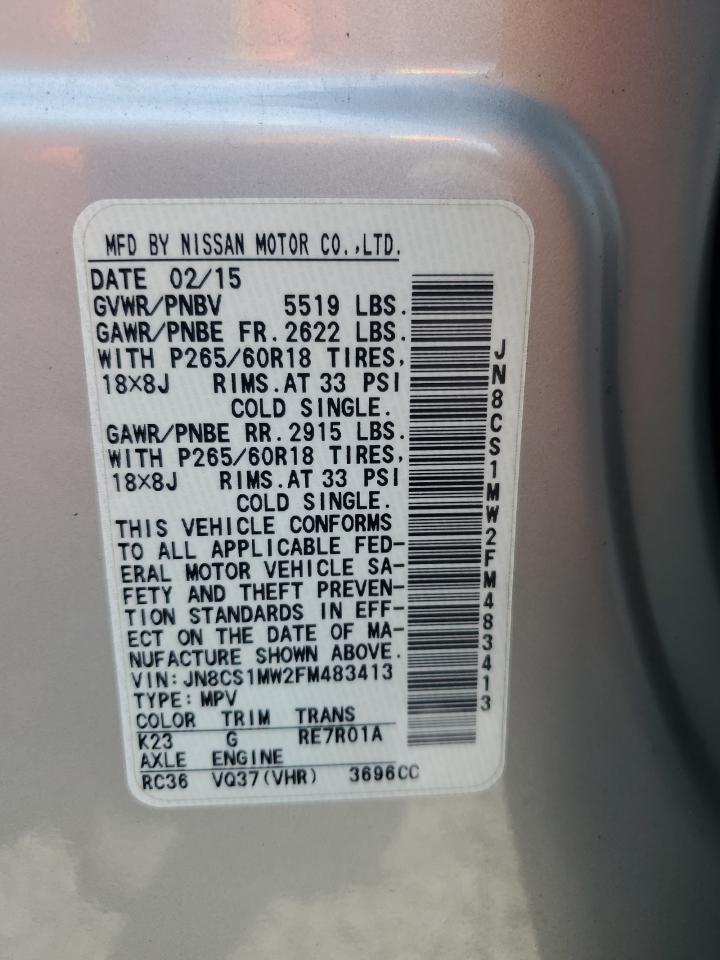 MFD BY NISSAN MOTOR CO.,LTD.
DATE 02/15
GVWR/PNBV 5519 LBS.
GAWR/PNBE FR.2622 LBS.
WITH P265/60R18 TIRES,
18×8J RIMS.AT 33 PSI
COLD SINGLE.
GAWR/PNBE RR.2915 LBS.
WITH P265/60R18 TIRES,
18×8J RIMS.AT 33 PSI
COLD SINGLE.
THIS VEHICLE CONFORMS
TO ALL APPLICABLE FED-
ERAL MOTOR VEHICLE SA-
FETY AND THEFT PREVEN-
TION STANDARDS IN EFF-
ECT ON THE DATE OF MA-
NUFACTURE SHOWN ABOVE.
VIN:JN8CS1MW2FM483413
TYPE:MPV
COLOR TRIM TRANS
K23 G RE7R01A
AXLE ENGINE
RC36 VQ37(VHR) 3696CC
JN8CS1MW2FM483413